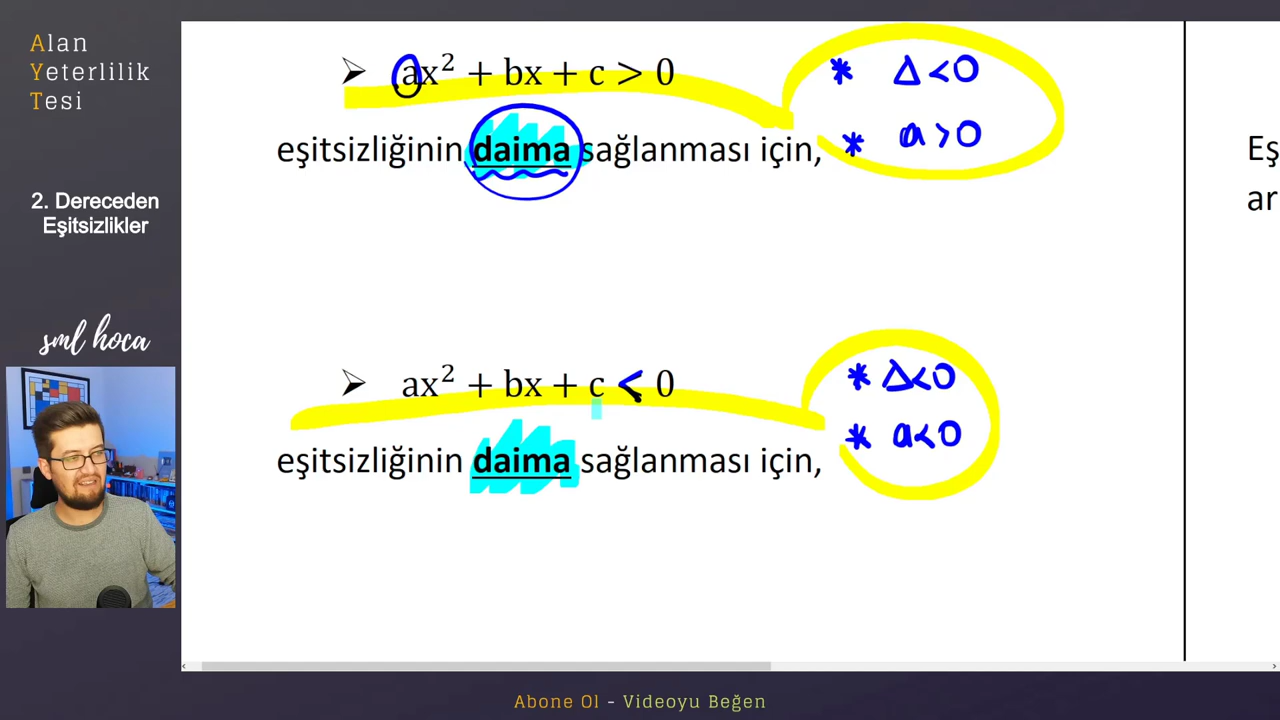 Alan
Yeterlilik
Tesi
2. Dereceden
Eşitsizlikler
sml hoca
➤ ax² + bx + c > 0
* Δ<0
eşitsizliğinin daima sağlanması için,
* a>0
➤ ax² + bx + c < 0
* Δ<0
* a<0
eşitsizliğinin daima sağlanması için,
Eş
ar
Abone Ol - Videoyu Beğen